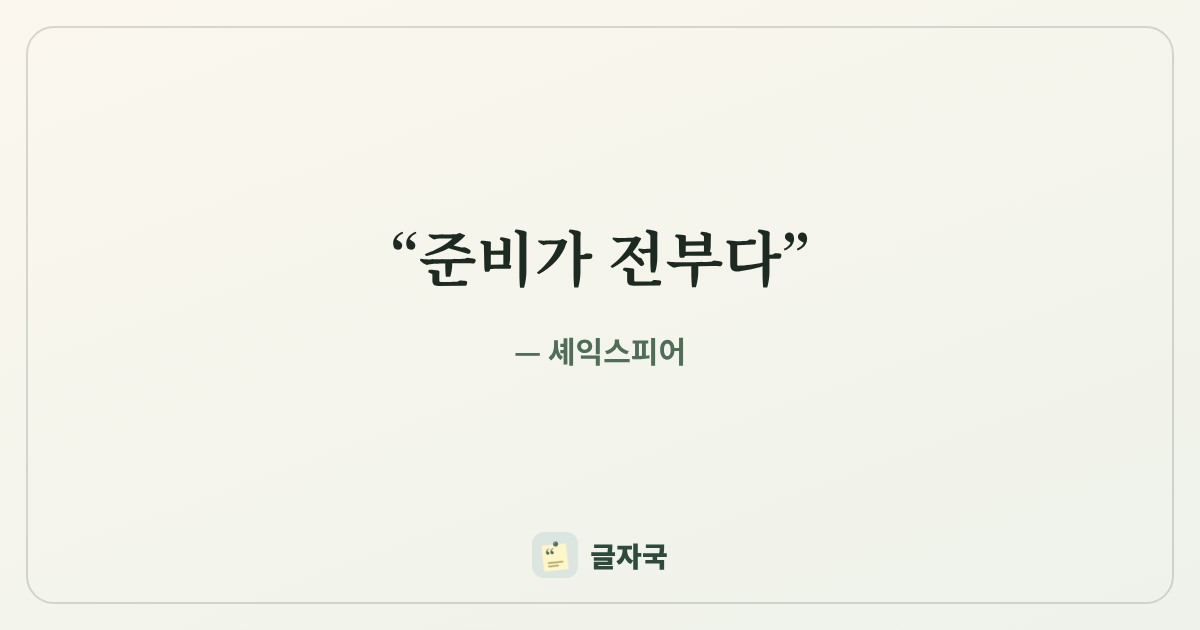 “준비가 전부다”
— 셰익스피어
글자국